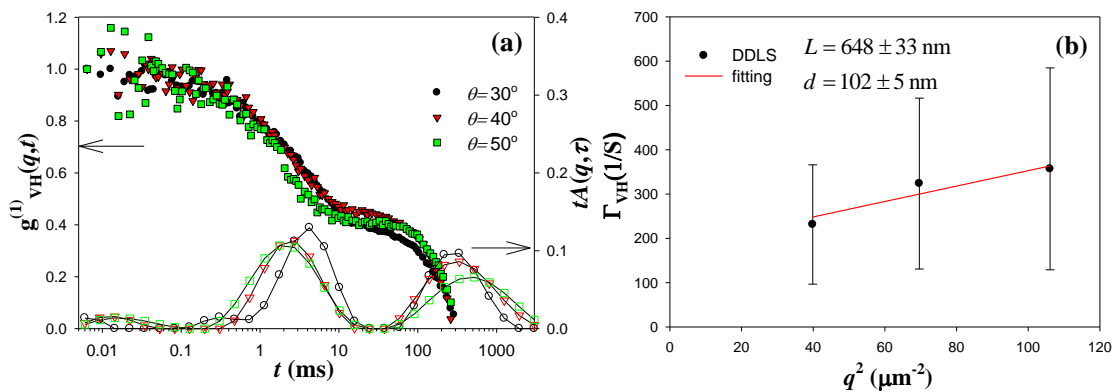 (a)
g(1)VH(q,t)
1.2
1.0
0.8
0.6
0.4
0.2
0.0
0.4
0.3
0.2
0.1
0.0
θ=30º
θ=40º
θ=50º
tA(q,τ)
0.01 0.1 1 10 100 1000
t (ms)
(b)
DDLS
fitting
L = 648 ± 33 nm
d = 102 ± 5 nm
ΓVH(1/S)
700
600
500
400
300
200
100
0
0 20 40 60 80 100 120
q² (μm⁻²)